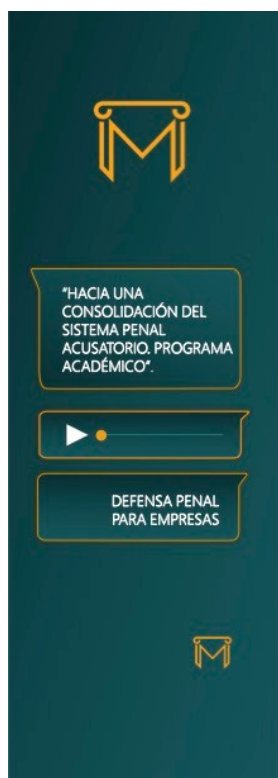 “HACIA UNA
CONSOLIDACIÓN DEL
SISTEMA PENAL
ACUSATORIO. PROGRAMA
ACADÉMICO”.
DEFENSA PENAL
PARA EMPRESAS